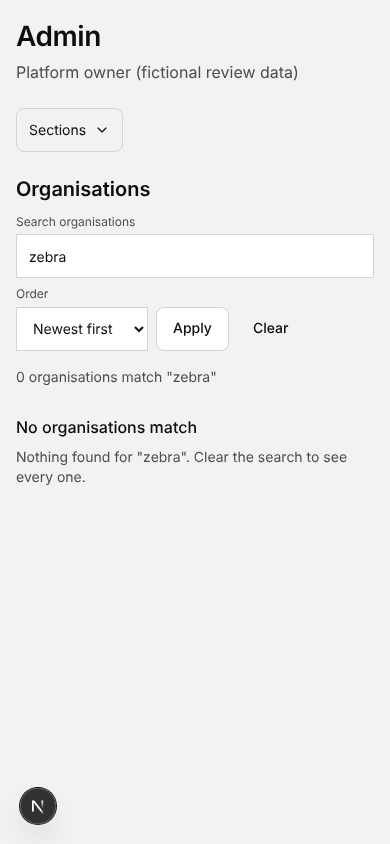 Admin
Platform owner (fictional review data)
Sections
Organisations
Search organisations
zebra
Order
Newest first
Apply
Clear
0 organisations match "zebra"
No organisations match
Nothing found for "zebra". Clear the search to see
every one.
N